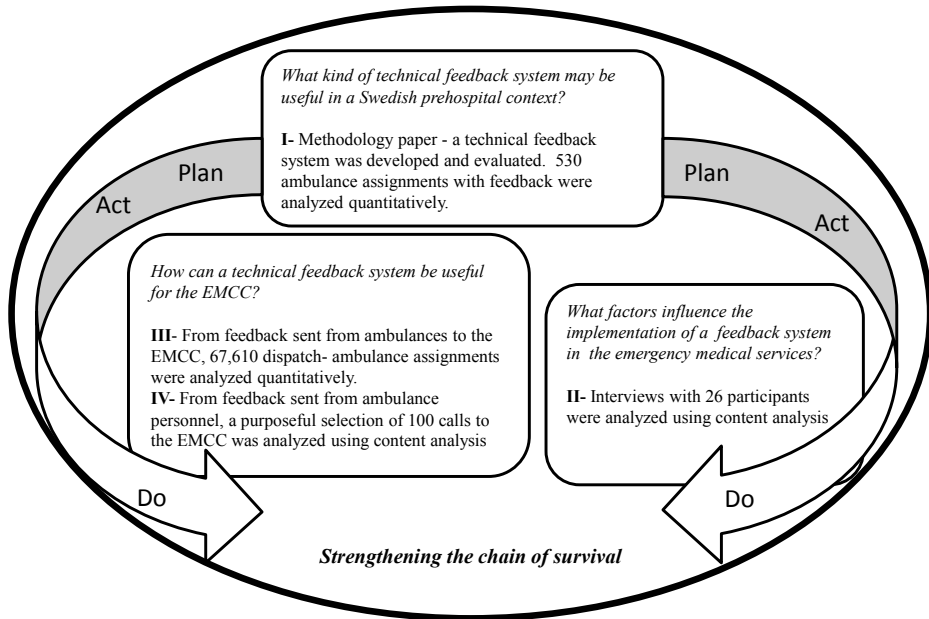 What kind of technical feedback system may be
useful in a Swedish prehospital context?
I- Methodology paper - a technical feedback
system was developed and evaluated.  530
ambulance assignments with feedback were
analyzed quantitatively.
Plan
Act
Plan
Act
How can a technical feedback system be useful
for the EMCC?
III- From feedback sent from ambulances to the
EMCC, 67,610 dispatch- ambulance assignments
were analyzed quantitatively.
IV- From feedback sent from ambulance
personnel, a purposeful selection of 100 calls to
the EMCC was analyzed using content analysis
What factors influence the
implementation of a  feedback system
in  the emergency medical services?
II- Interviews with 26 participants
were analyzed using content analysis
Do
Do
Strengthening the chain of survival